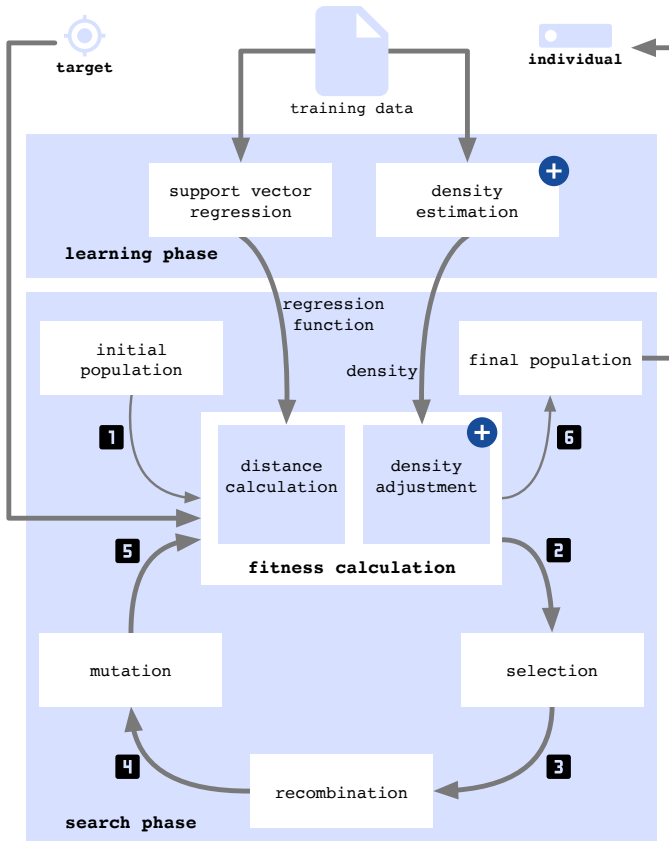 target
individual
training data
support vector
regression
density
estimation
learning phase
regression
function
initial
population
density
final population
1
6
distance
calculation
density
adjustment
5
2
fitness calculation
mutation
selection
4
3
recombination
search phase